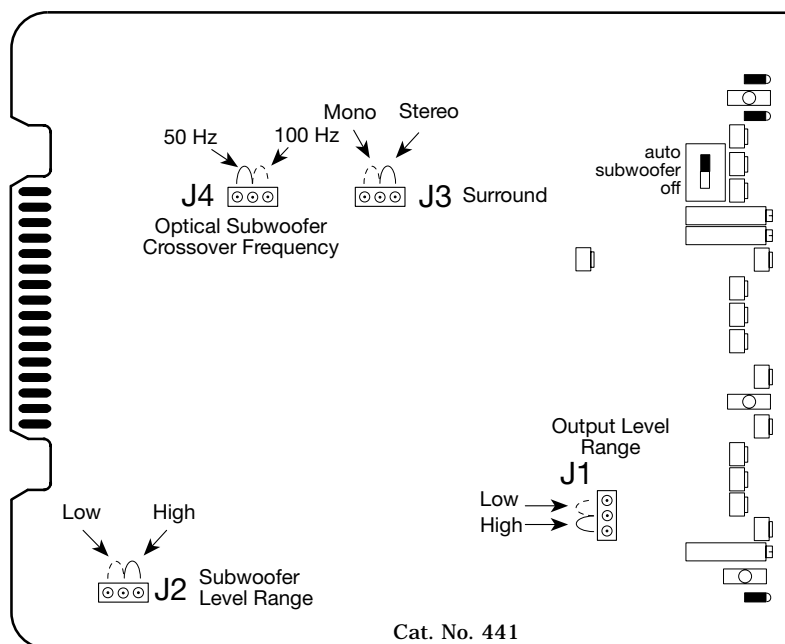 Mono Stereo
50 Hz 100 Hz
auto
subwoofer
off
J4
J3 Surround
Optical Subwoofer
Crossover Frequency
Output Level
Range
J1
Low
High
Low High
J2 Subwoofer
Level Range
Cat. No. 441